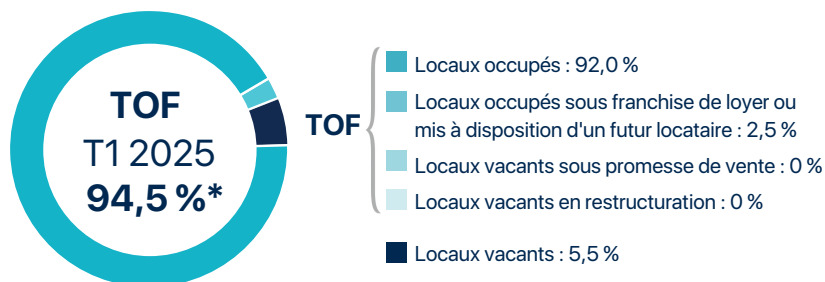 TOF
T1 2025
94,5 %*
TOF
Locaux occupés : 92,0 %
Locaux occupés sous franchise de loyer ou
mis à disposition d'un futur locataire : 2,5 %
Locaux vacants sous promesse de vente : 0 %
Locaux vacants en restructuration : 0 %
Locaux vacants : 5,5 %